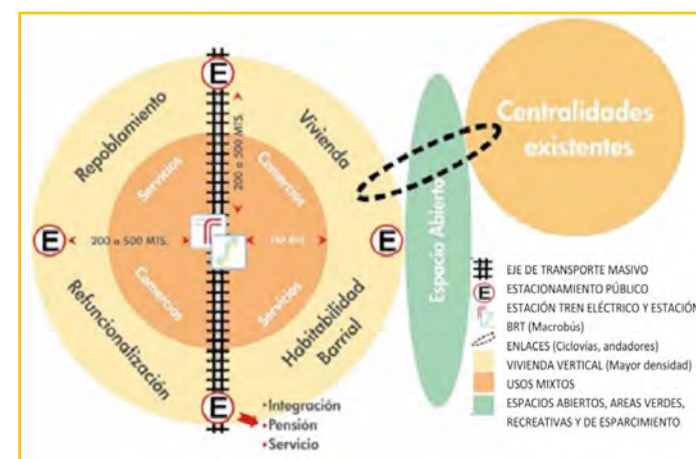 E
Repoblamiento
Vivienda
Servicios
Comercios
200 a 500 MTS.
E
200 a 500 MTS.
E
Comercios
Servicios
Refuncionalización
Habitabilidad
Barrial
E
• Integración
• Pensión
• Servicio
Espacio Abierto
Centralidades
existentes
EJE DE TRANSPORTE MASIVO
E
ESTACIONAMIENTO PÚBLICO
ESTACIÓN TREN ELÉCTRICO Y ESTACIÓN
BRT (Macrobús)
ENLACES (Ciclovías, andadores)
VIVIENDA VERTICAL (Mayor densidad)
USOS MIXTOS
ESPACIOS ABIERTOS, AREAS VERDES,
RECREATIVAS Y DE ESPARCIMIENTO